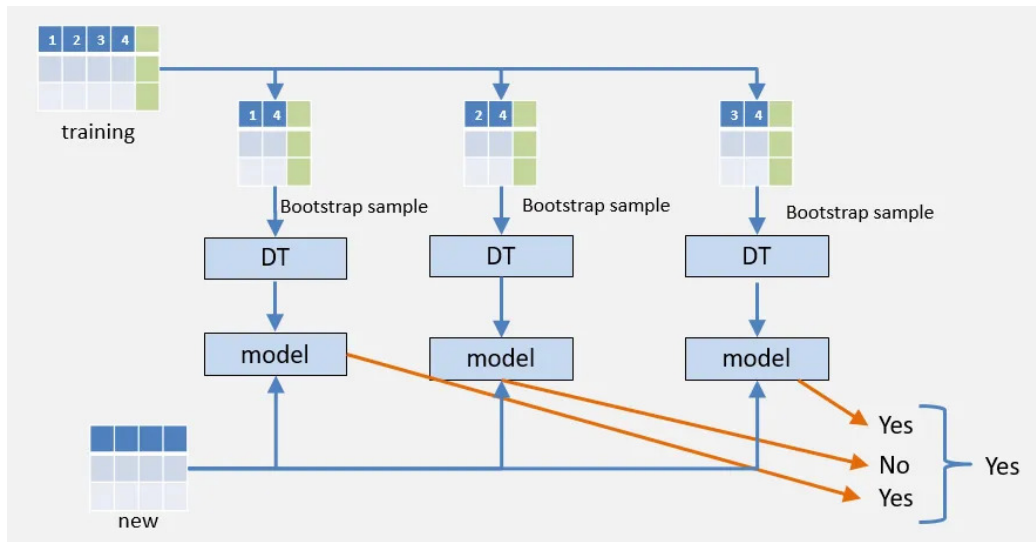 1 2 3 4
training
1 4
2 4
3 4
Bootstrap sample
Bootstrap sample
Bootstrap sample
DT
DT
DT
model
model
model
new
Yes
No
Yes
Yes